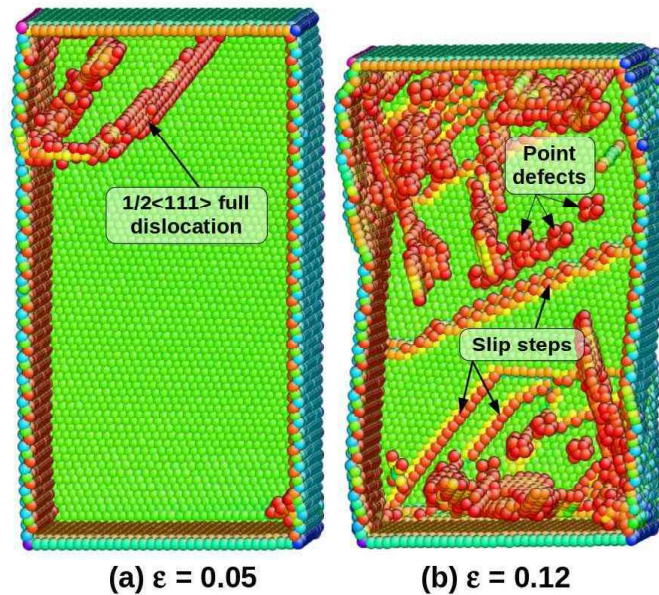 1/2<111> full
dislocation
Point
defects
Slip steps
(a) ε = 0.05
(b) ε = 0.12